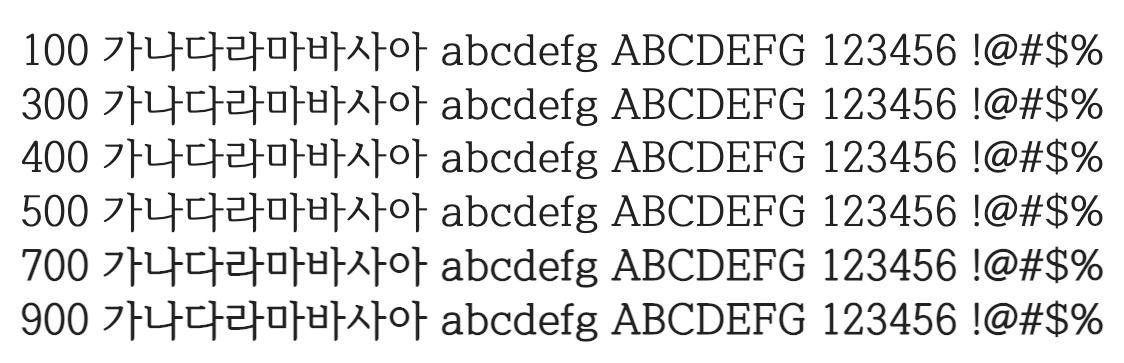 100 가나다라마바사아 abcdefg ABCDEFG 123456 !@#$%
300 가나다라마바사아 abcdefg ABCDEFG 123456 !@#$%
400 가나다라마바사아 abcdefg ABCDEFG 123456 !@#$%
500 가나다라마바사아 abcdefg ABCDEFG 123456 !@#$%
700 가나다라마바사아 abcdefg ABCDEFG 123456 !@#$%
900 가나다라마바사아 abcdefg ABCDEFG 123456 !@#$%